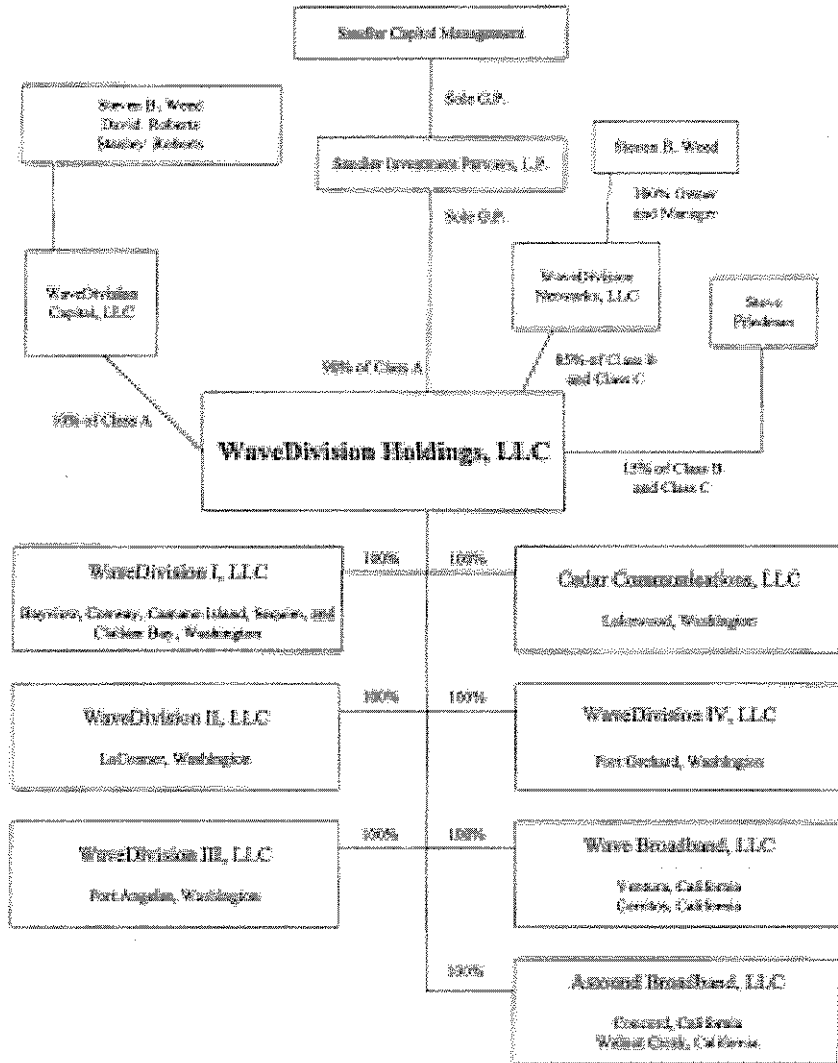 Sandler Capital Management
Sole G.P.
Steven B. Weed
David Roberts
Stanley Roberts
Sandler Investment Partners, L.P.
Steven B. Weed
100% Owner
and Manager
Sole G.P.
WaveDivision
Capital, LLC
WaveDivision
Networks, LLC
Steve
Friedman
90% of Class A
85% of Class B
and Class C
10% of Class A
WaveDivision Holdings, LLC
15% of Class B
and Class C
100%
100%
WaveDivision I, LLC
Conway, Camano Island, Sequim, and
Bay, Washington
Cedar Communications, LLC
Lakewood, Washington
100%
100%
WaveDivision II, LLC
LaConner, Washington
WaveDivision IV, LLC
Port Orchard, Washington
100%
100%
WaveDivision III, LLC
Port Angeles, Washington
Wave Broadband, LLC
Ventura, California
Cerritos, California
100%
Astound Broadband, LLC
Concord, California
Walnut Creek, California